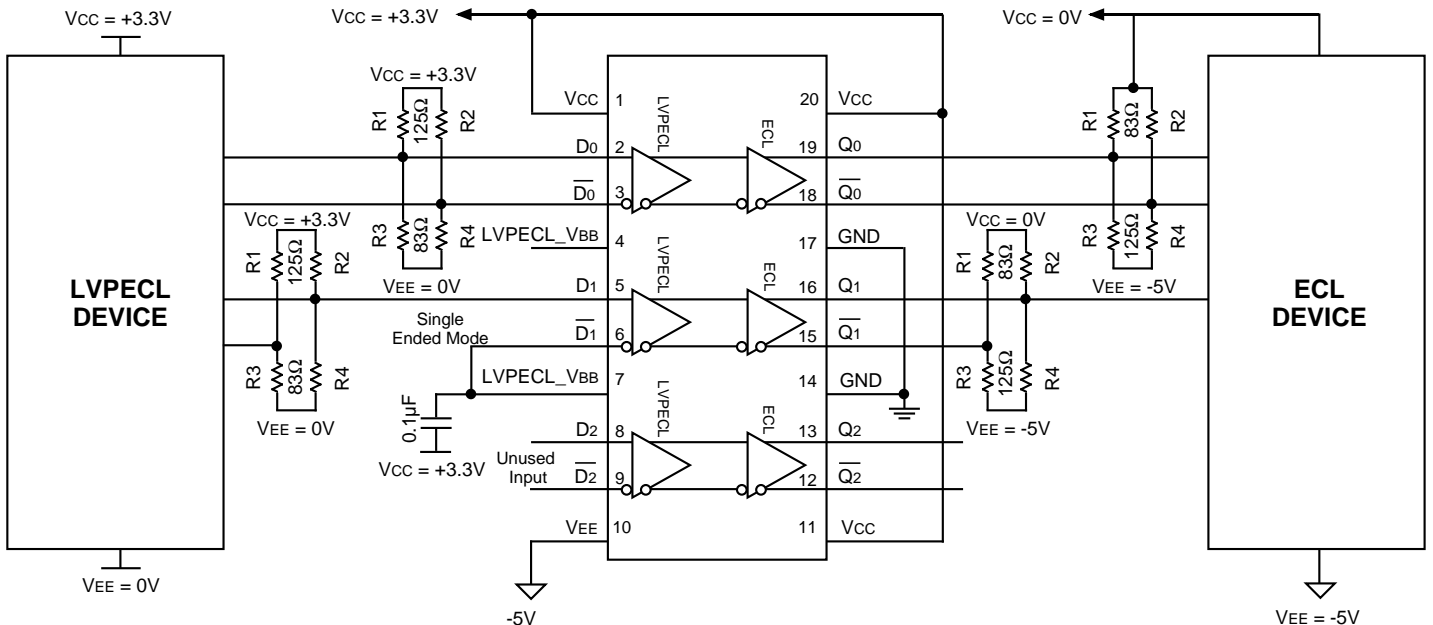 VCC = +3.3V
LVPECL
DEVICE
VEE = 0V
VCC = +3.3V
R1
125Ω
R2
R3
83Ω
R4
VEE = 0V
VCC = +3.3V
R1
125Ω
R2
R3
83Ω
R4
VEE = 0V
VCC = +3.3V
VCC 1
D0 2
D0 3
LVPECL_VBB 4
D1 5
Single
Ended Mode
D1 6
LVPECL_VBB 7
0.1µF
VCC = +3.3V
D2 8
Unused
Input
D2 9
VEE 10
-5V
LVPECL
ECL
LVPECL
ECL
LVPECL
ECL
20 VCC
19 Q0
18 Q0
17 GND
16 Q1
15 Q1
14 GND
13 Q2
12 Q2
11 VCC
VCC = 0V
R1
83Ω
R2
R3
125Ω
R4
VEE = -5V
VCC = 0V
R1
83Ω
R2
R3
125Ω
R4
VEE = -5V
ECL
DEVICE
VEE = -5V